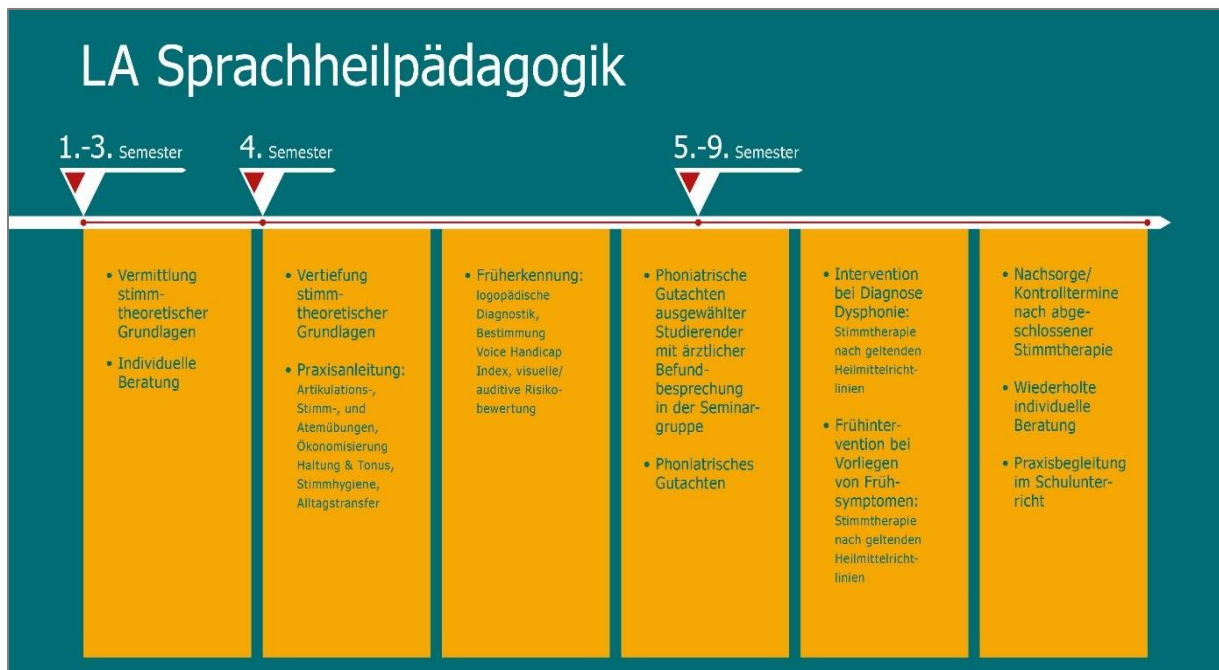 LA Sprachheilpädagogik
1.-3. Semester
4. Semester
5.-9. Semester
• Vermittlung
stimm-
theoretischer
Grundlagen
• Individuelle
Beratung
• Vertiefung
stimm-
theoretischer
Grundlagen
• Praxisanleitung:
Artikulations-,
Stimm-, und
Atemübungen,
Ökonomisierung
Haltung & Tonus,
Stimmhygiene,
Alltagstransfer
• Früherkennung:
logopädische
Diagnostik,
Bestimmung
Voice Handicap
Index, visuelle/
auditive Risiko-
bewertung
• Phoniatrische
Gutachten
ausgewählter
Studierender
mit ärztlicher
Befund-
besprechung
in der Seminar-
gruppe
• Phoniatrisches
Gutachten
• Intervention
bei Diagnose
Dysphonie:
Stimmtherapie
nach geltenden
Heilmittelricht-
linien
• Frühinter-
vention bei
Vorliegen
von Früh-
symptomen:
Stimmtherapie
nach geltenden
Heilmittelricht-
linien
• Nachsorge/
Kontrolltermine
nach abge-
schlossener
Stimmtherapie
• Wiederholte
individuelle
Beratung
• Praxisbegleitung
im Schulunter-
richt